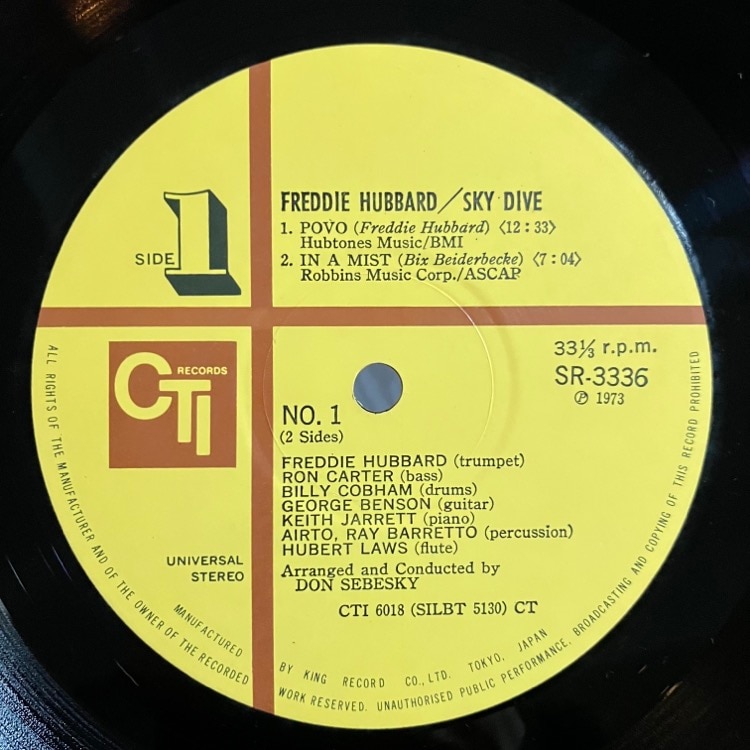 FREDDIE HUBBARD/SKY DIVE
1. POVO (Freddie Hubbard) 〈12:33〉
Hubtones Music/BMI
2. IN A MIST (Bix Beiderbecke) 〈7:04〉
Robbins Music Corp./ASCAP
SIDE 1
CTI RECORDS
33⅓ r.p.m.
SR-3336
Ⓟ 1973
NO. 1
(2 Sides)
FREDDIE HUBBARD (trumpet)
RON CARTER (bass)
BILLY COBHAM (drums)
GEORGE BENSON (guitar)
KEITH JARRETT (piano)
AIRTO, RAY BARRETTO (percussion)
HUBERT LAWS (flute)
Arranged and Conducted by
DON SEBESKY
CTI 6018 (SILBT 5130) CT
UNIVERSAL
STEREO
MANUFACTURED BY KING RECORD CO., LTD. TOKYO, JAPAN
ALL RIGHTS OF THE MANUFACTURER AND OF THE OWNER OF THE RECORDED WORK RESERVED. UNAUTHORISED PUBLIC PERFORMANCE, BROADCASTING AND COPYING OF THIS RECORD PROHIBITED